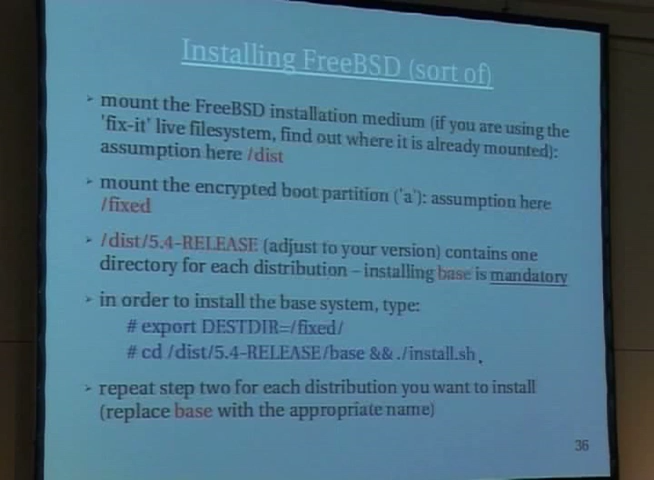 Installing FreeBSD (sort of)
➢ mount the FreeBSD installation medium (if you are using the
'fix-it' live filesystem, find out where it is already mounted):
assumption here /dist
➢ mount the encrypted boot partition ('a'): assumption here
/fixed
➢ /dist/5.4-RELEASE (adjust to your version) contains one
directory for each distribution – installing base is mandatory
➢ in order to install the base system, type:
# export DESTDIR=/fixed/
# cd /dist/5.4-RELEASE/base && ./install.sh
➢ repeat step two for each distribution you want to install
(replace base with the appropriate name)
36